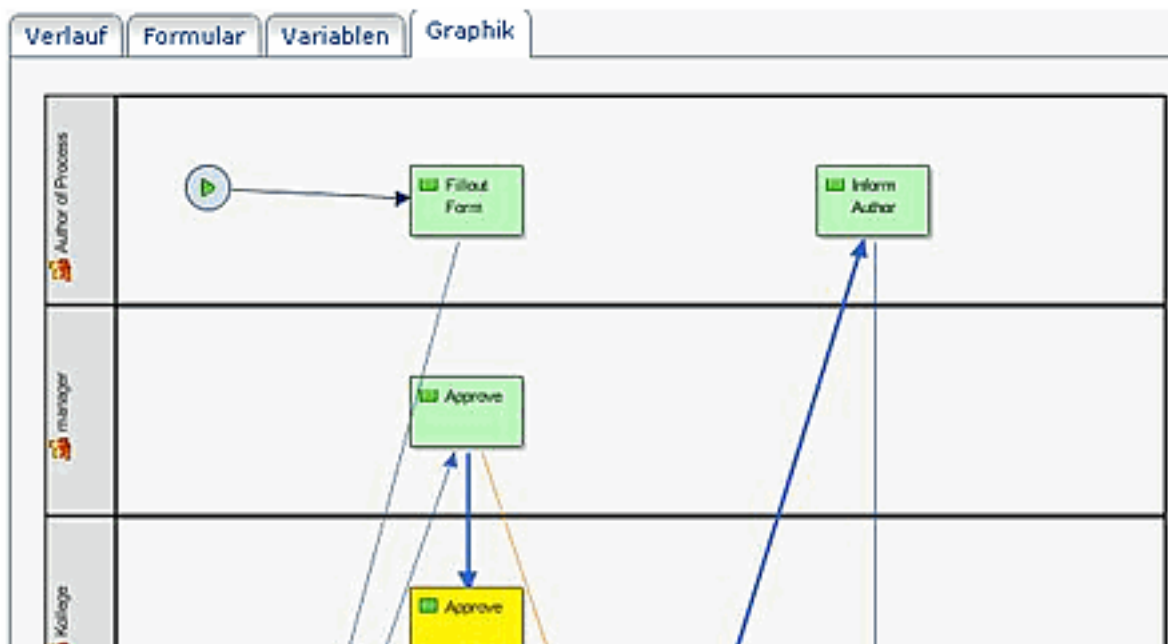 Verlauf
Formular
Variablen
Graphik
Author of Process
Fillout
Form
Inform
Author
manager
Approve
Kollege
Approve